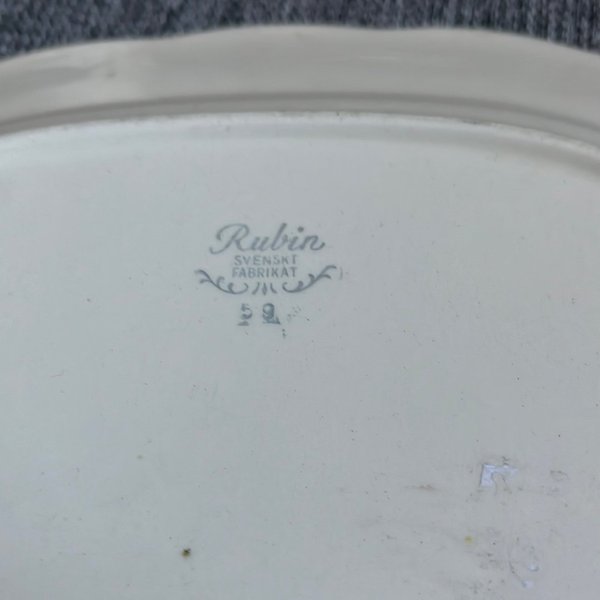 Rubin
SVENSKT
FABRIKAT
59